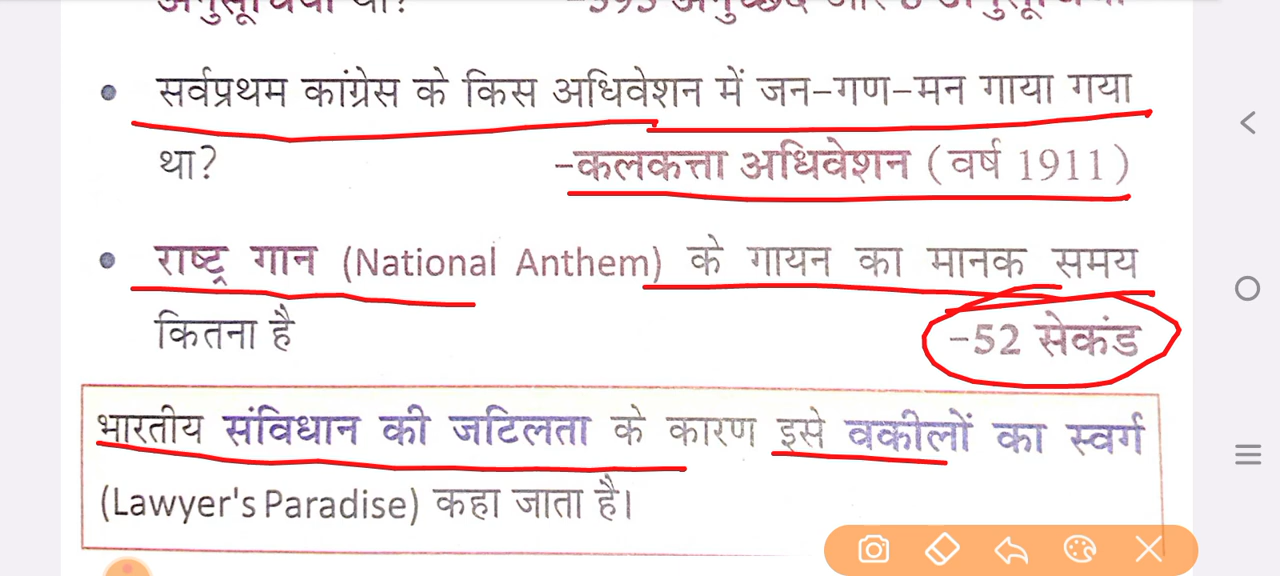 सर्वप्रथम कांग्रेस के किस अधिवेशन में जन-गण-मन गाया गया
था? -कलकत्ता अधिवेशन (वर्ष 1911)
राष्ट्र गान (National Anthem) के गायन का मानक समय
कितना है -52 सेकंड
भारतीय संविधान की जटिलता के कारण इसे वकीलों का स्वर्ग
(Lawyer's Paradise) कहा जाता है।